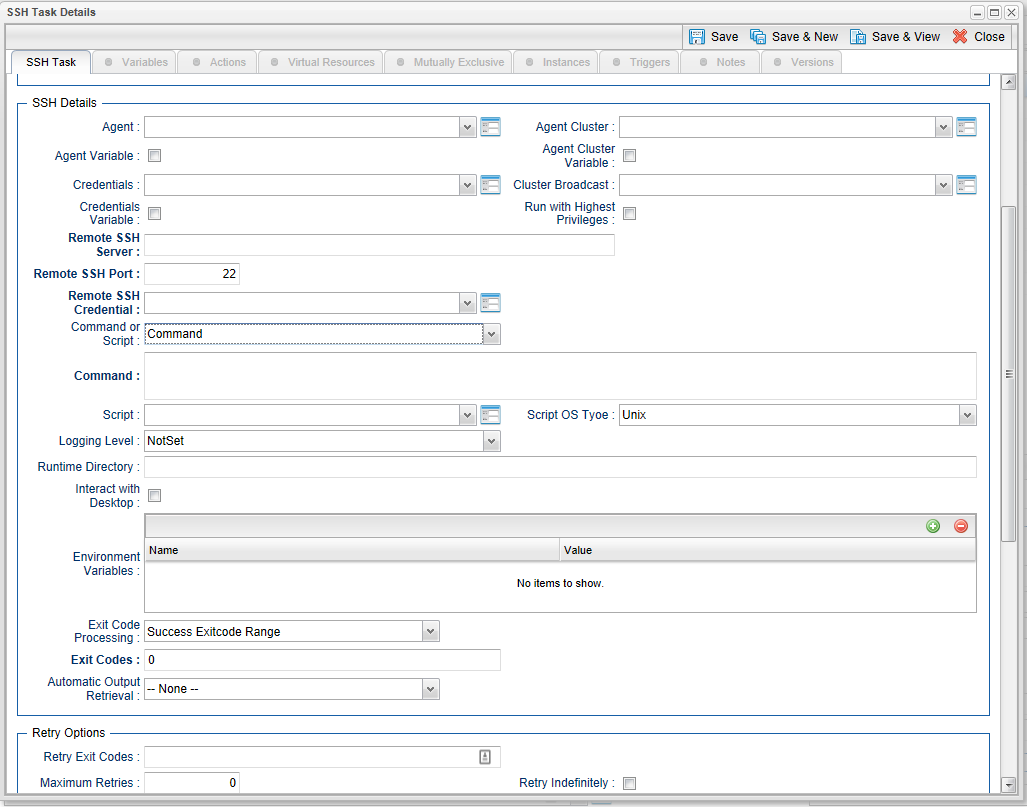 SSH Task Details
Save Save & New Save & View Close
SSH Task Variables Actions Virtual Resources Mutually Exclusive Instances Triggers Notes Versions
SSH Details
Agent : Agent Cluster :
Agent Variable : Agent Cluster
Variable :
Credentials : Cluster Broadcast :
Credentials
Variable : Run with Highest
Privileges :
Remote SSH
Server :
Remote SSH Port : 22
Remote SSH
Credential :
Command or
Script : Command
Command :
Script : Script OS Tyoe : Unix
Logging Level : NotSet
Runtime Directory :
Interact with
Desktop :
Name Value
Environment
Variables :
No items to show.
Exit Code
Processing : Success Exitcode Range
Exit Codes : 0
Automatic Output
Retrieval : -- None --
Retry Options
Retry Exit Codes :
Maximum Retries : 0 Retry Indefinitely :